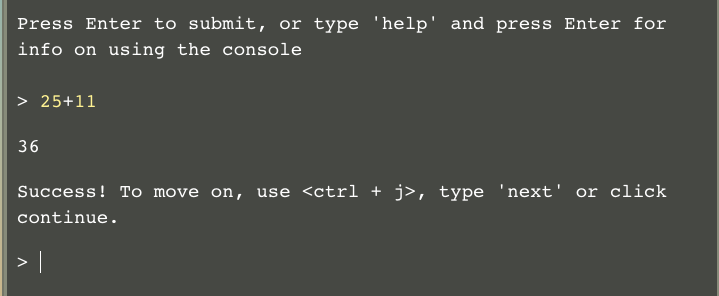 Press Enter to submit, or type 'help' and press Enter for
info on using the console
> 25+11
36
Success! To move on, use <ctrl + j>, type 'next' or click
continue.
>